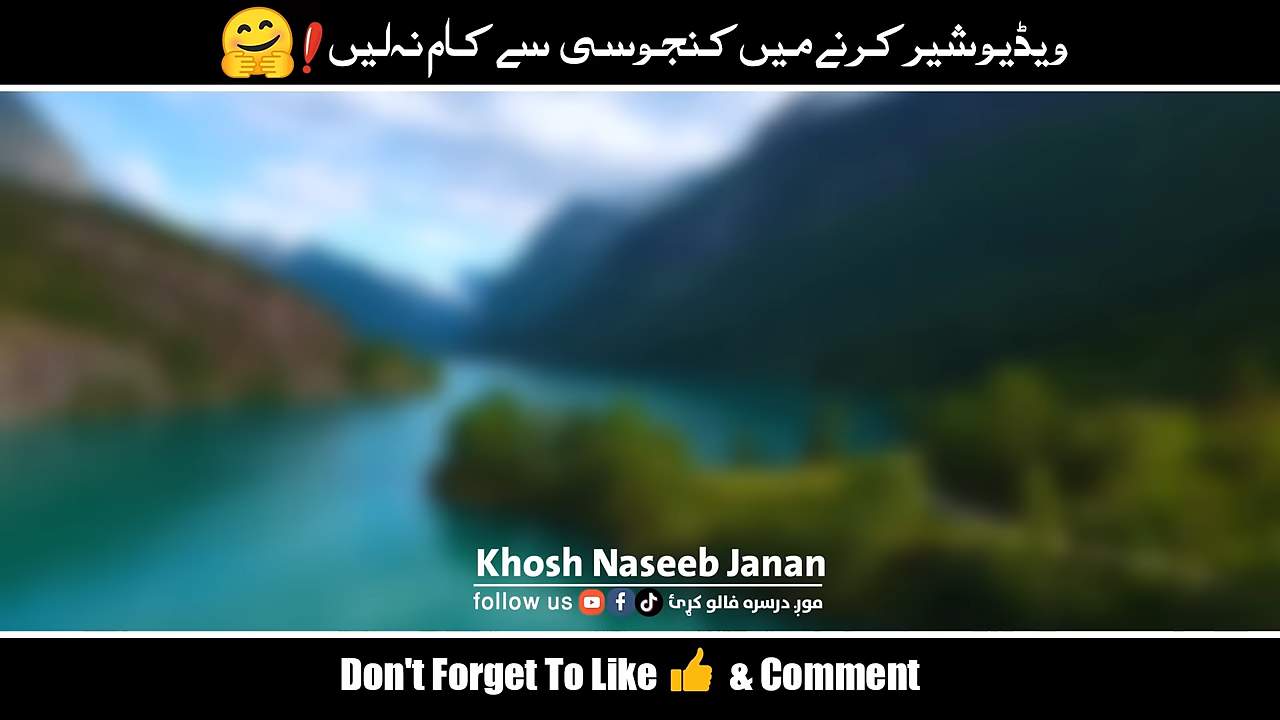 ویڈیو شیر کرنے میں کنجوسی سے کام نہ لیں❗🤗
Khosh Naseeb Janan
follow us موږ درسره فالو کړئ
Don't Forget To Like 👍 & Comment